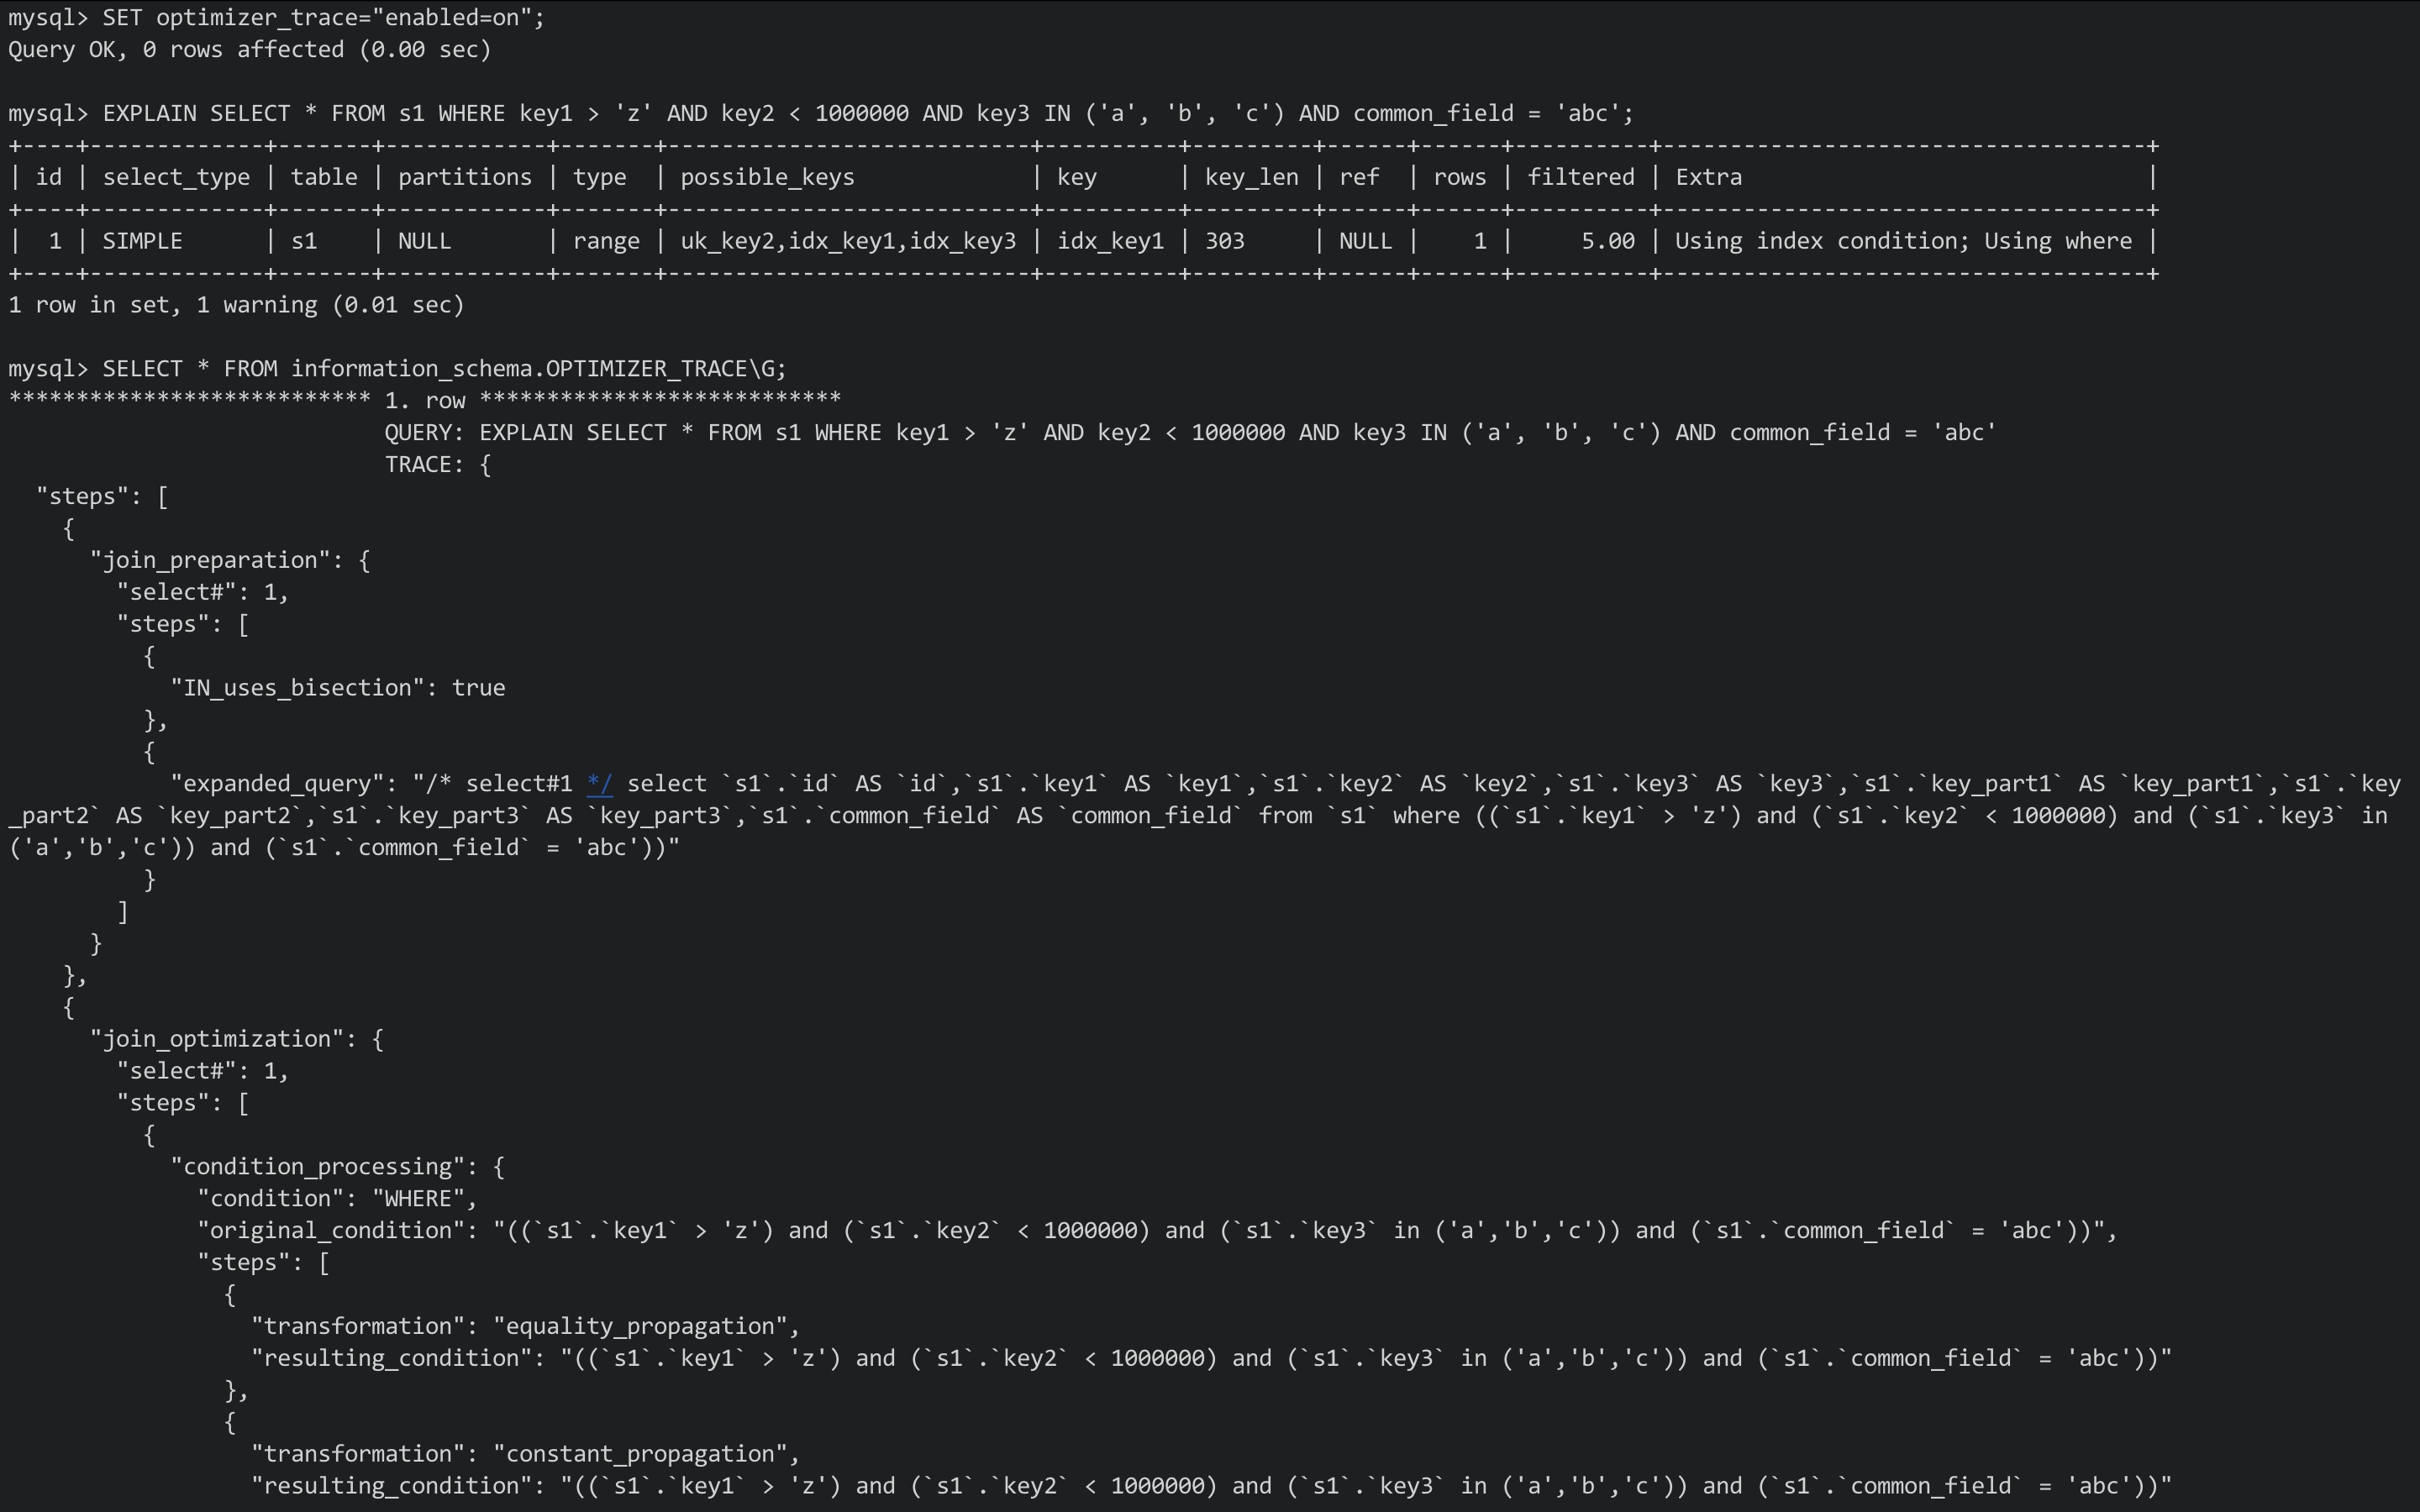 mysql> SET optimizer_trace="enabled=on";
Query OK, 0 rows affected (0.00 sec)

mysql> EXPLAIN SELECT * FROM s1 WHERE key1 > 'z' AND key2 < 1000000 AND key3 IN ('a', 'b', 'c') AND common_field = 'abc';
+----+-------------+-------+------------+-------+----------------------------+----------+---------+------+------+----------+------------------------------------+
| id | select_type | table | partitions | type  | possible_keys              | key      | key_len | ref  | rows | filtered | Extra                              |
+----+-------------+-------+------------+-------+----------------------------+----------+---------+------+------+----------+------------------------------------+
|  1 | SIMPLE      | s1    | NULL       | range | uk_key2,idx_key1,idx_key3 | idx_key1 | 303     | NULL |    1 |     5.00 | Using index condition; Using where |
+----+-------------+-------+------------+-------+----------------------------+----------+---------+------+------+----------+------------------------------------+
1 row in set, 1 warning (0.01 sec)

mysql> SELECT * FROM information_schema.OPTIMIZER_TRACE\G;
*************************** 1. row ***************************
                            QUERY: EXPLAIN SELECT * FROM s1 WHERE key1 > 'z' AND key2 < 1000000 AND key3 IN ('a', 'b', 'c') AND common_field = 'abc'
                            TRACE: {
  "steps": [
    {
      "join_preparation": {
        "select#": 1,
        "steps": [
          {
            "IN_uses_bisection": true
          },
          {
            "expanded_query": "/* select#1 */ select `s1`.`id` AS `id`,`s1`.`key1` AS `key1`,`s1`.`key2` AS `key2`,`s1`.`key3` AS `key3`,`s1`.`key_part1` AS `key_part1`,`s1`.`key
_part2` AS `key_part2`,`s1`.`key_part3` AS `key_part3`,`s1`.`common_field` AS `common_field` from `s1` where ((`s1`.`key1` > 'z') and (`s1`.`key2` < 1000000) and (`s1`.`key3` in
('a','b','c')) and (`s1`.`common_field` = 'abc'))"
          }
        ]
      }
    },
    {
      "join_optimization": {
        "select#": 1,
        "steps": [
          {
            "condition_processing": {
              "condition": "WHERE",
              "original_condition": "((`s1`.`key1` > 'z') and (`s1`.`key2` < 1000000) and (`s1`.`key3` in ('a','b','c')) and (`s1`.`common_field` = 'abc'))",
              "steps": [
                {
                  "transformation": "equality_propagation",
                  "resulting_condition": "((`s1`.`key1` > 'z') and (`s1`.`key2` < 1000000) and (`s1`.`key3` in ('a','b','c')) and (`s1`.`common_field` = 'abc'))"
                },
                {
                  "transformation": "constant_propagation",
                  "resulting_condition": "((`s1`.`key1` > 'z') and (`s1`.`key2` < 1000000) and (`s1`.`key3` in ('a','b','c')) and (`s1`.`common_field` = 'abc'))"